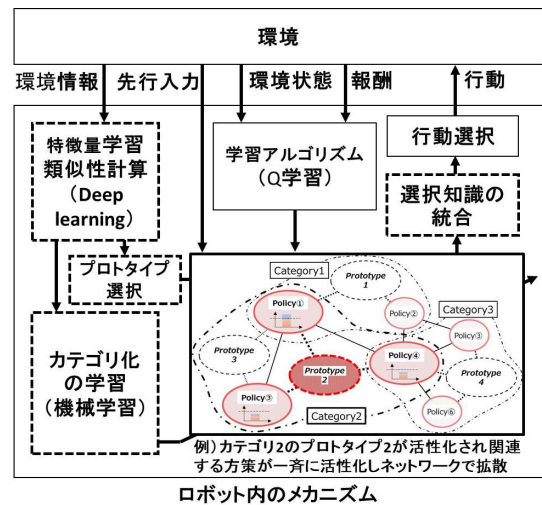 環境
環境情報 先行入力 環境状態 報酬 行動
特徴量学習
類似性計算
(Deep
learning)
学習アルゴリズム
(Q学習)
行動選択
選択知識の
統合
プロトタイプ
選択
カテゴリ化
の学習
(機械学習)
Category1
Prototype
1
Policy①
Policy②
Category3
Policy③
Prototype
3
Policy④
Prototype
2
Prototype
4
Policy③
Category2
Policy⑥
例)カテゴリ2のプロトタイプ2が活性化され関連
する方策が一斉に活性化しネットワークで拡散
ロボット内のメカニズム